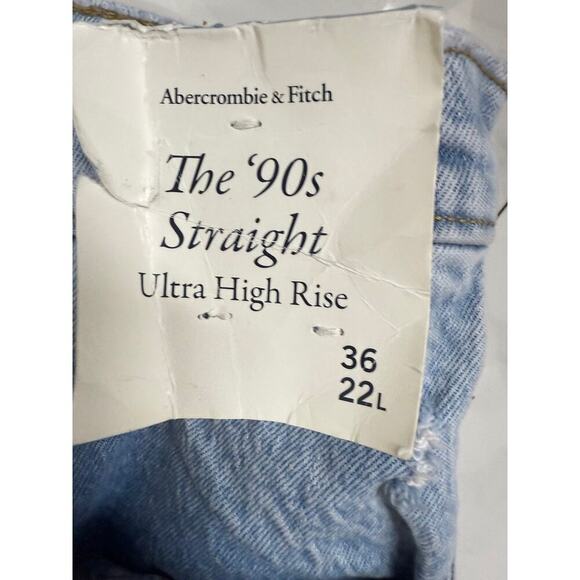 Abercrombie & Fitch
The ‘90s
Straight
Ultra High Rise
36
22L